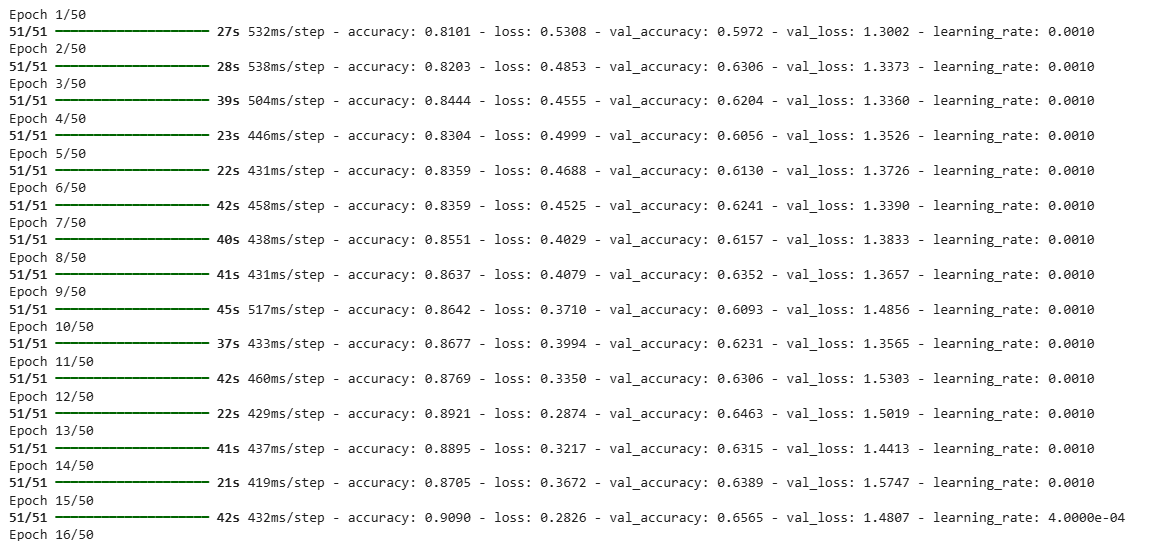 Epoch 1/50
51/51 ━━━━━━━━━━━━━━━━━━━━ 27s 532ms/step - accuracy: 0.8101 - loss: 0.5308 - val_accuracy: 0.5972 - val_loss: 1.3002 - learning_rate: 0.0010
Epoch 2/50
51/51 ━━━━━━━━━━━━━━━━━━━━ 28s 538ms/step - accuracy: 0.8203 - loss: 0.4853 - val_accuracy: 0.6306 - val_loss: 1.3373 - learning_rate: 0.0010
Epoch 3/50
51/51 ━━━━━━━━━━━━━━━━━━━━ 39s 504ms/step - accuracy: 0.8444 - loss: 0.4555 - val_accuracy: 0.6204 - val_loss: 1.3360 - learning_rate: 0.0010
Epoch 4/50
51/51 ━━━━━━━━━━━━━━━━━━━━ 23s 446ms/step - accuracy: 0.8304 - loss: 0.4999 - val_accuracy: 0.6056 - val_loss: 1.3526 - learning_rate: 0.0010
Epoch 5/50
51/51 ━━━━━━━━━━━━━━━━━━━━ 22s 431ms/step - accuracy: 0.8359 - loss: 0.4688 - val_accuracy: 0.6130 - val_loss: 1.3726 - learning_rate: 0.0010
Epoch 6/50
51/51 ━━━━━━━━━━━━━━━━━━━━ 42s 458ms/step - accuracy: 0.8359 - loss: 0.4525 - val_accuracy: 0.6241 - val_loss: 1.3390 - learning_rate: 0.0010
Epoch 7/50
51/51 ━━━━━━━━━━━━━━━━━━━━ 40s 438ms/step - accuracy: 0.8551 - loss: 0.4029 - val_accuracy: 0.6157 - val_loss: 1.3833 - learning_rate: 0.0010
Epoch 8/50
51/51 ━━━━━━━━━━━━━━━━━━━━ 41s 431ms/step - accuracy: 0.8637 - loss: 0.4079 - val_accuracy: 0.6352 - val_loss: 1.3657 - learning_rate: 0.0010
Epoch 9/50
51/51 ━━━━━━━━━━━━━━━━━━━━ 45s 517ms/step - accuracy: 0.8642 - loss: 0.3710 - val_accuracy: 0.6093 - val_loss: 1.4856 - learning_rate: 0.0010
Epoch 10/50
51/51 ━━━━━━━━━━━━━━━━━━━━ 37s 433ms/step - accuracy: 0.8677 - loss: 0.3994 - val_accuracy: 0.6231 - val_loss: 1.3565 - learning_rate: 0.0010
Epoch 11/50
51/51 ━━━━━━━━━━━━━━━━━━━━ 42s 460ms/step - accuracy: 0.8769 - loss: 0.3350 - val_accuracy: 0.6306 - val_loss: 1.5303 - learning_rate: 0.0010
Epoch 12/50
51/51 ━━━━━━━━━━━━━━━━━━━━ 22s 429ms/step - accuracy: 0.8921 - loss: 0.2874 - val_accuracy: 0.6463 - val_loss: 1.5019 - learning_rate: 0.0010
Epoch 13/50
51/51 ━━━━━━━━━━━━━━━━━━━━ 41s 437ms/step - accuracy: 0.8895 - loss: 0.3217 - val_accuracy: 0.6315 - val_loss: 1.4413 - learning_rate: 0.0010
Epoch 14/50
51/51 ━━━━━━━━━━━━━━━━━━━━ 21s 419ms/step - accuracy: 0.8705 - loss: 0.3672 - val_accuracy: 0.6389 - val_loss: 1.5747 - learning_rate: 0.0010
Epoch 15/50
51/51 ━━━━━━━━━━━━━━━━━━━━ 42s 432ms/step - accuracy: 0.9090 - loss: 0.2826 - val_accuracy: 0.6565 - val_loss: 1.4807 - learning_rate: 4.0000e-04
Epoch 16/50